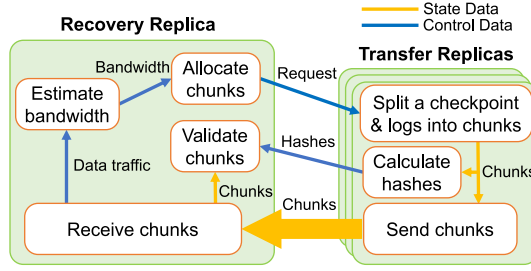 State Data
Control Data
Recovery Replica
Transfer Replicas
Bandwidth
Allocate
chunks
Request
Estimate
bandwidth
Split a checkpoint
& logs into chunks
Validate
chunks
Hashes
Calculate
hashes
Chunks
Data traffic
Chunks
Chunks
Receive chunks
Send chunks